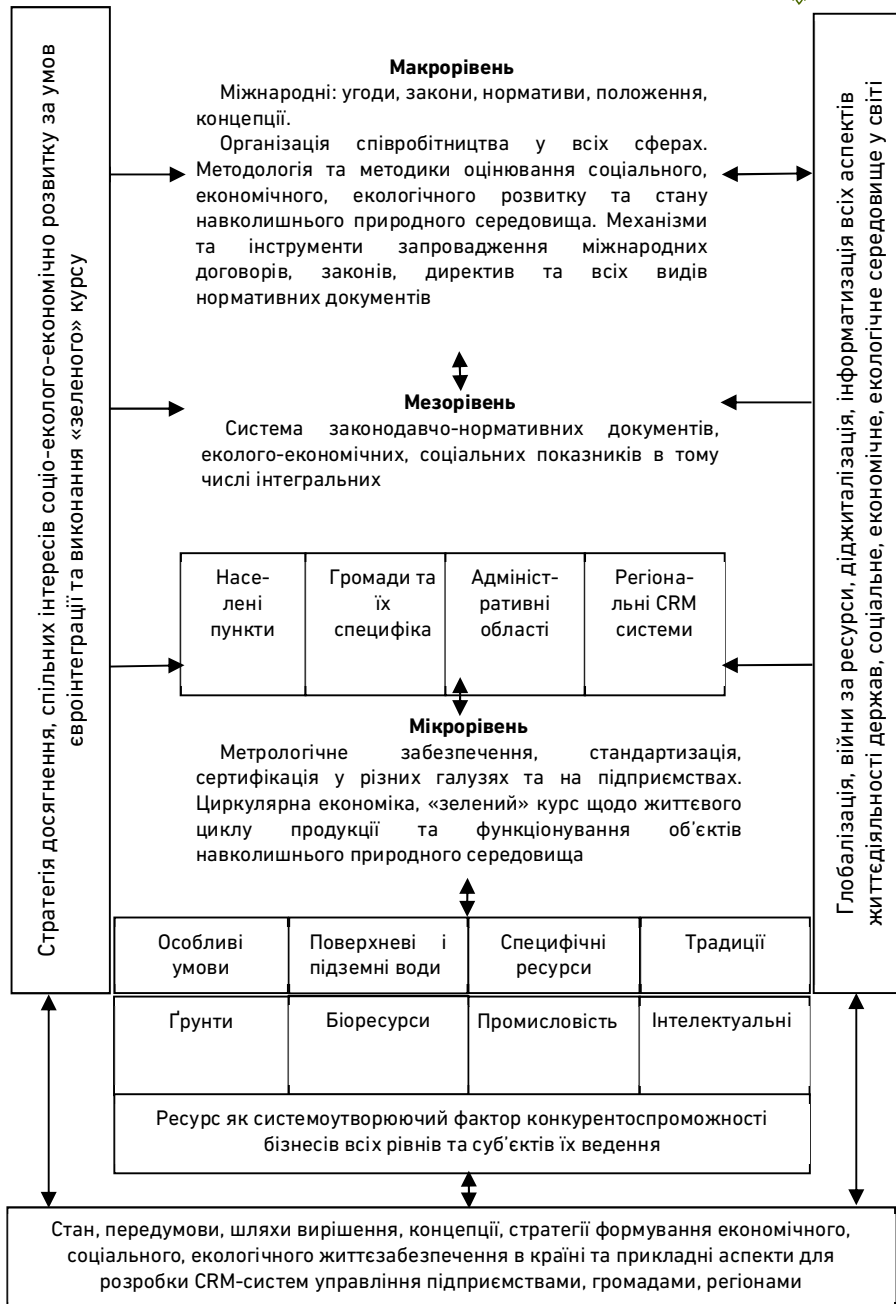 Стратегія досягнення, спільних інтересів соціо-еколого-економічно розвитку за умов
євроінтеграції та виконання «зеленого» курсу
Макрорівень
Міжнародні: угоди, закони, нормативи, положення,
концепції.
Організація співробітництва у всіх сферах.
Методологія та методики оцінювання соціального,
економічного, екологічного розвитку та стану
навколишнього природного середовища. Механізми
та інструменти запровадження міжнародних
договорів, законів, директив та всіх видів
нормативних документів
Мезорівень
Система законодавчо-нормативних документів,
еколого-економічних, соціальних показників в тому
числі інтегральних
Насе-
лені
пункти
Громади та
їх
специфіка
Адмініст-
ративні
області
Регіона-
льні CRM
системи
Мікрорівень
Метрологічне забезпечення, стандартизація,
сертифікація у різних галузях та на підприємствах.
Циркулярна економіка, «зелений» курс щодо життєвого
циклу продукції та функціонування об’єктів
навколишнього природного середовища
Особливі
умови
Поверхневі і
підземні води
Специфічні
ресурси
Традиції
Ґрунти
Біоресурси
Промисловість
Інтелектуальні
Ресурс як системоутворюючий фактор конкурентоспроможності
бізнесів всіх рівнів та суб’єктів їх ведення
Глобалізація, війни за ресурси, діджиталізація, інформатизація всіх аспектів
життєдіяльності держав, соціальне, економічне, екологічне середовище у світі
Стан, передумови, шляхи вирішення, концепції, стратегії формування економічного,
соціального, екологічного життєзабезпечення в країні та прикладні аспекти для
розробки CRM-систем управління підприємствами, громадами, регіонами